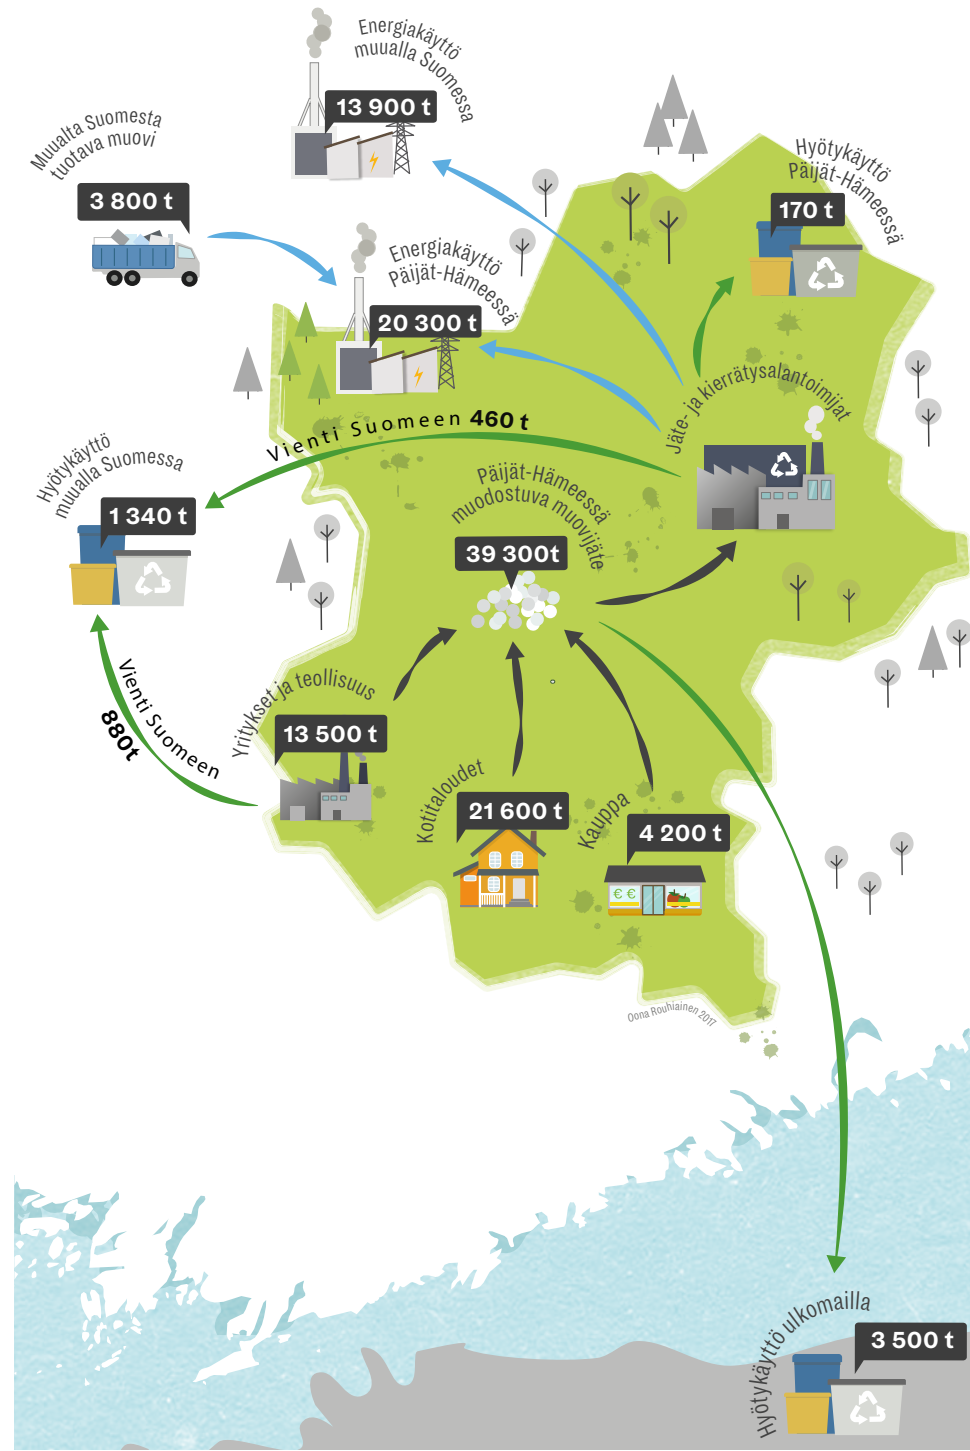 Energiakäyttö
muualla Suomessa
13 900 t
Muualta Suomesta
tuotava muovi
3 800 t
Hyötykäyttö
Päijät-Hämeessä
170 t
Energiakäyttö
Päijät-Hämeessä
20 300 t
Jäte- ja kierrätysalantoimijat
Vienti Suomeen 460 t
Hyötykäyttö
muualla Suomessa
1 340 t
Päijät-Hämeessä
muodostuva muovijäte
39 300t
Vienti Suomeen
880t
Yritykset ja teollisuus
13 500 t
Kotitaloudet
21 600 t
Kauppa
4 200 t
€ €
Oona Rouhiainen 2017
Hyötykäyttö ulkomailla
3 500 t